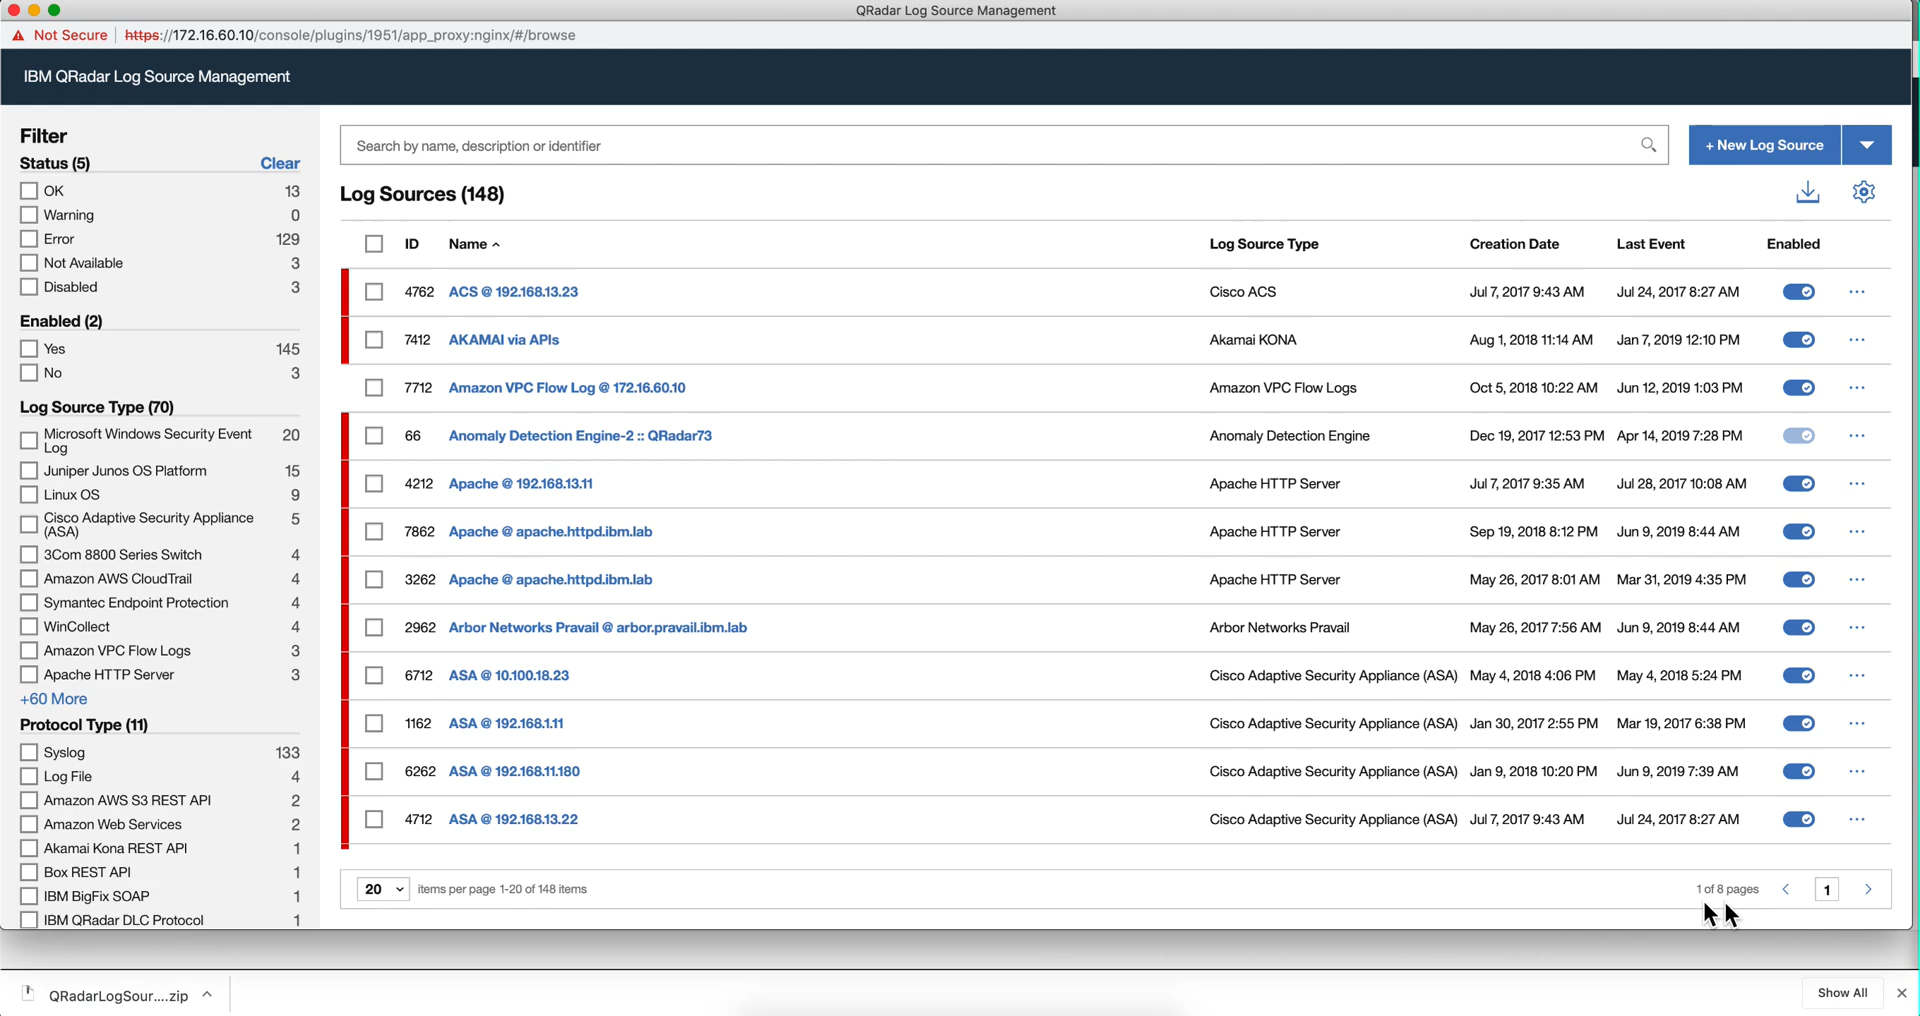 QRadar Log Source Management
Not Secure https://172.16.60.10/console/plugins/1951/app_proxy:nginx/#/browse
IBM QRadar Log Source Management
Filter
Status (5) Clear
OK 13
Warning 0
Error 129
Not Available 3
Disabled 3
Enabled (2)
Yes 145
No 3
Log Source Type (70)
Microsoft Windows Security Event 20
Log
Juniper Junos OS Platform 15
Linux OS 9
Cisco Adaptive Security Appliance 5
(ASA)
3Com 8800 Series Switch 4
Amazon AWS CloudTrail 4
Symantec Endpoint Protection 4
WinCollect 4
Amazon VPC Flow Logs 3
Apache HTTP Server 3
+60 More
Protocol Type (11)
Syslog 133
Log File 4
Amazon AWS S3 REST API 2
Amazon Web Services 2
Akamai Kona REST API 1
Box REST API 1
IBM BigFix SOAP 1
IBM QRadar DLC Protocol 1
Search by name, description or identifier
+ New Log Source
Log Sources (148)
ID Name Log Source Type Creation Date Last Event Enabled
4762 ACS @ 192.168.13.23 Cisco ACS Jul 7, 2017 9:43 AM Jul 24, 2017 8:27 AM
7412 AKAMAI via APIs Akamai KONA Aug 1, 2018 11:14 AM Jan 7, 2019 12:10 PM
7712 Amazon VPC Flow Log @ 172.16.60.10 Amazon VPC Flow Logs Oct 5, 2018 10:22 AM Jun 12, 2019 1:03 PM
66 Anomaly Detection Engine-2 :: QRadar73 Anomaly Detection Engine Dec 19, 2017 12:53 PM Apr 14, 2019 7:28 PM
4212 Apache @ 192.168.13.11 Apache HTTP Server Jul 7, 2017 9:35 AM Jul 28, 2017 10:08 AM
7862 Apache @ apache.httpd.ibm.lab Apache HTTP Server Sep 19, 2018 8:12 PM Jun 9, 2019 8:44 AM
3262 Apache @ apache.httpd.ibm.lab Apache HTTP Server May 26, 2017 8:01 AM Mar 31, 2019 4:35 PM
2962 Arbor Networks Pravail @ arbor.pravail.ibm.lab Arbor Networks Pravail May 26, 2017 7:56 AM Jun 9, 2019 8:44 AM
6712 ASA @ 10.100.18.23 Cisco Adaptive Security Appliance (ASA) May 4, 2018 4:06 PM May 4, 2018 5:24 PM
1162 ASA @ 192.168.1.11 Cisco Adaptive Security Appliance (ASA) Jan 30, 2017 2:55 PM Mar 19, 2017 6:38 PM
6262 ASA @ 192.168.11.180 Cisco Adaptive Security Appliance (ASA) Jan 9, 2018 10:20 PM Jun 9, 2019 7:39 AM
4712 ASA @ 192.168.13.22 Cisco Adaptive Security Appliance (ASA) Jul 7, 2017 9:43 AM Jul 24, 2017 8:27 AM
20 items per page 1-20 of 148 items 1 of 8 pages 1
QRadarLogSour....zip Show All